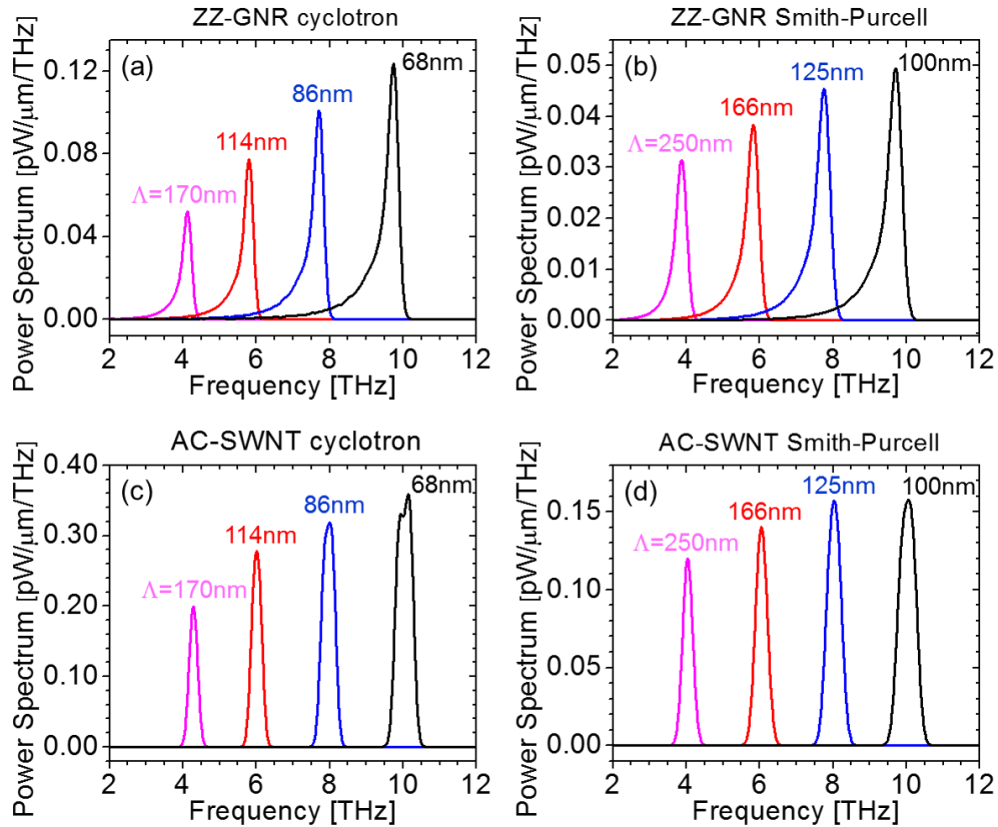 ZZ-GNR cyclotron
(a)
Power Spectrum [pW/μm/THz]
0.12
0.08
0.04
0.00
Λ=170nm
114nm
86nm
68nm
2 4 6 8 10 12
Frequency [THz]
ZZ-GNR Smith-Purcell
(b)
Power Spectrum [pW/μm/THz]
0.05
0.04
0.03
0.02
0.01
0.00
Λ=250nm
166nm
125nm
100nm
2 4 6 8 10 12
Frequency [THz]
AC-SWNT cyclotron
(c)
Power Spectrum [pW/μm/THz]
0.40
0.30
0.20
0.10
0.00
Λ=170nm
114nm
86nm
68nm
2 4 6 8 10 12
Frequency [THz]
AC-SWNT Smith-Purcell
(d)
Power Spectrum [pW/μm/THz]
0.15
0.10
0.05
0.00
Λ=250nm
166nm
125nm
100nm
2 4 6 8 10 12
Frequency [THz]